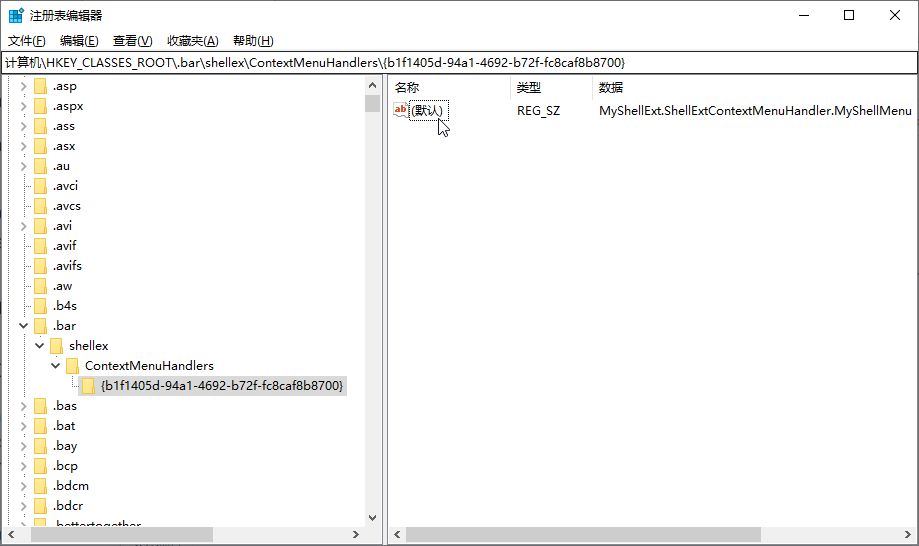 注册表编辑器
文件(F) 编辑(E) 查看(V) 收藏夹(A) 帮助(H)
计算机\HKEY_CLASSES_ROOT\.bar\shellex\ContextMenuHandlers\{b1f1405d-94a1-4692-b72f-fc8caf8b8700}
.asp
.aspx
.ass
.asx
.au
.avci
.avcs
.avi
.avif
.avifs
.aw
.b4s
.bar
shellex
ContextMenuHandlers
{b1f1405d-94a1-4692-b72f-fc8caf8b8700}
.bas
.bat
.bay
.bcp
.bdcm
.bdcr
.bettertogether
名称 类型 数据
ab (默认) REG_SZ MyShellExt.ShellExtContextMenuHandler.MyShellMenu